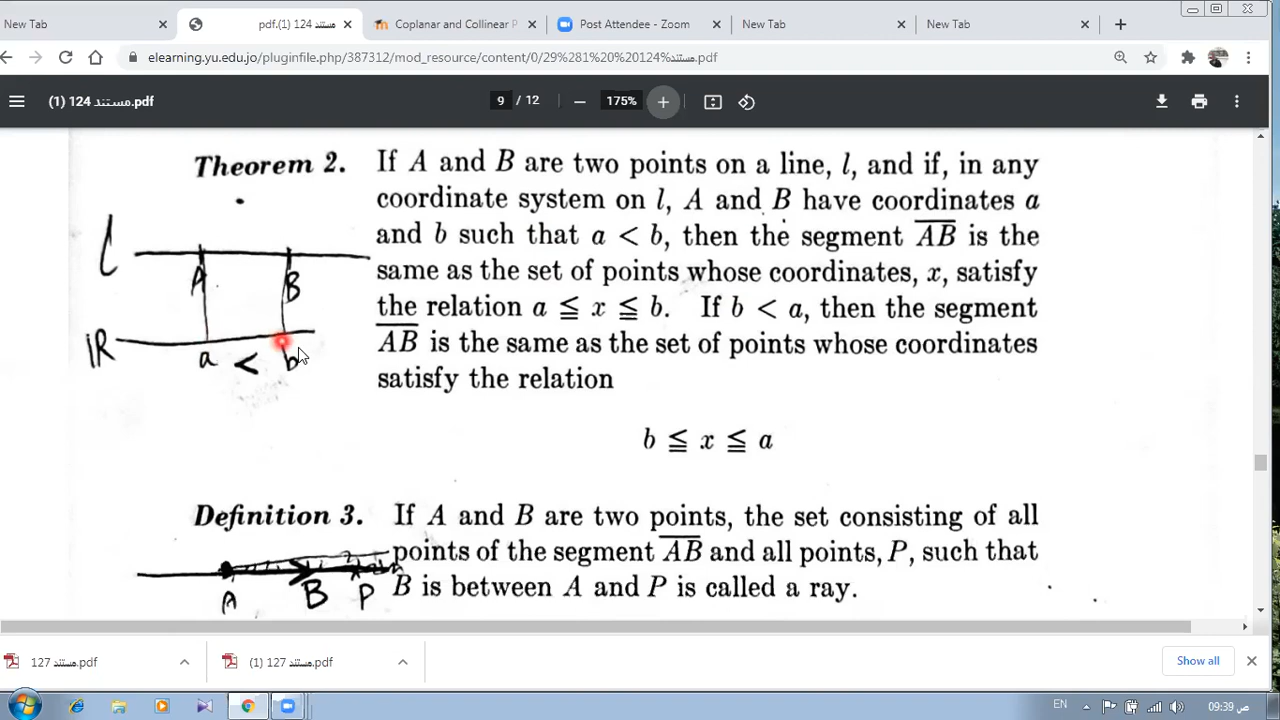 New Tab
pdf.(1) 124 مستند
Coplanar and Collinear P
Post Attendee - Zoom
New Tab
New Tab
elearning.yu.edu.jo/pluginfile.php/387312/mod_resource/content/0/29%281%20%20124%مستند.pdf
(1) 124 مستند.pdf
9 / 12
175%
Theorem 2. If A and B are two points on a line, l, and if, in any
coordinate system on l, A and B have coordinates a
and b such that a < b, then the segment A̅B̅ is the
same as the set of points whose coordinates, x, satisfy
the relation a ≦ x ≦ b. If b < a, then the segment
A̅B̅ is the same as the set of points whose coordinates
satisfy the relation
b ≦ x ≦ a
l
A B
IR
a < b
Definition 3. If A and B are two points, the set consisting of all
points of the segment A̅B̅ and all points, P, such that
B is between A and P is called a ray.
A B P
127 مستند.pdf
(1) 127 مستند.pdf
Show all
EN
09:39 ص